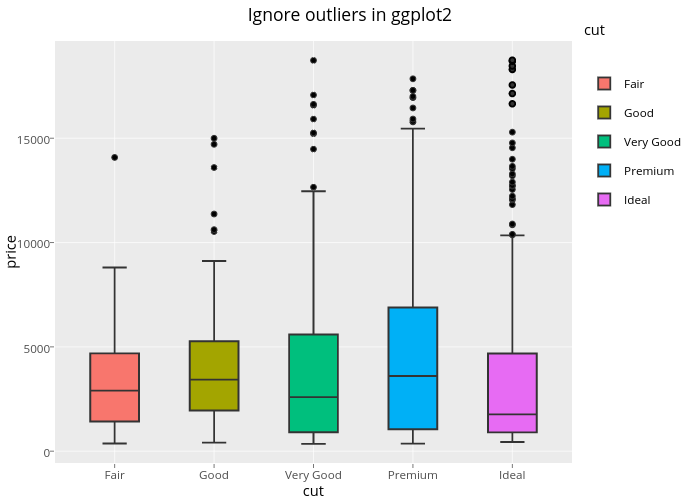 Ignore outliers in ggplot2
cut
Fair
Good
Very Good
Premium
Ideal
price
15000
10000
5000
0
Fair Good Very Good Premium Ideal
cut